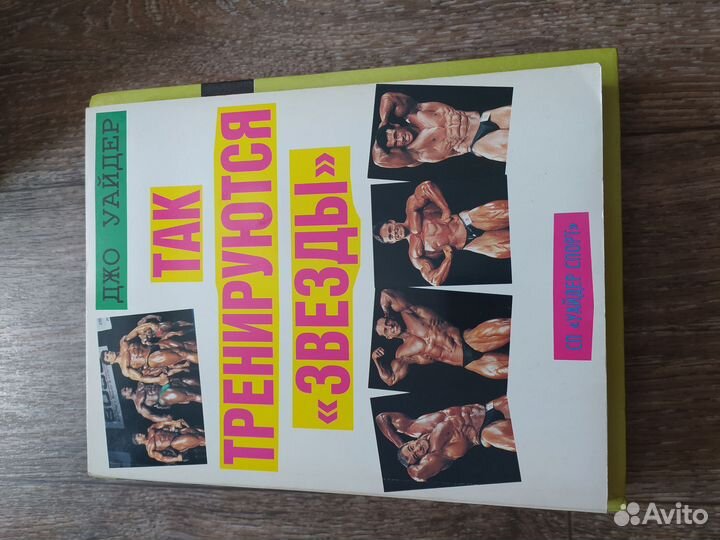 ДЖО УАЙДЕР
ТАК
ТРЕНИРУЮТСЯ
«ЗВЕЗДЫ»
СП «УАЙДЕР СПОРТ»
Avito